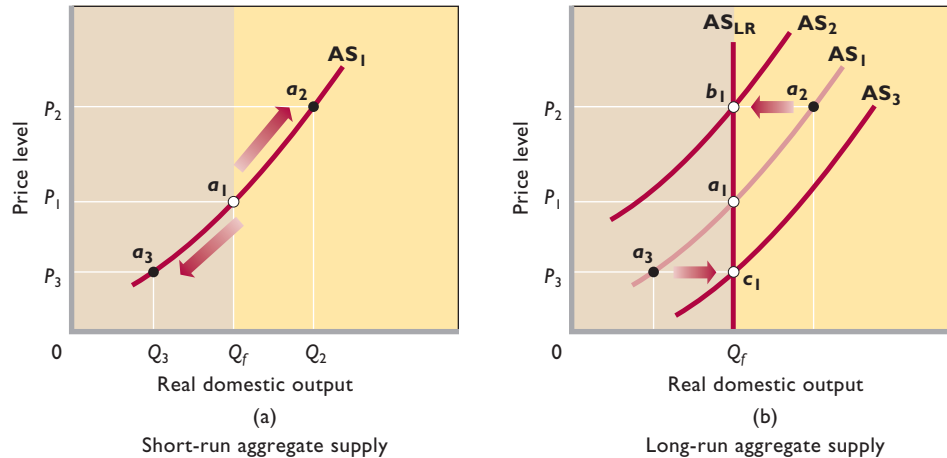 Price level
P2
P1
P3
AS1
a2
a1
a3
0
Q3
Qf
Q2
Real domestic output
(a)
Short-run aggregate supply
Price level
P2
P1
P3
ASLR
AS2
AS1
AS3
b1
a2
a1
a3
c1
0
Qf
Real domestic output
(b)
Long-run aggregate supply